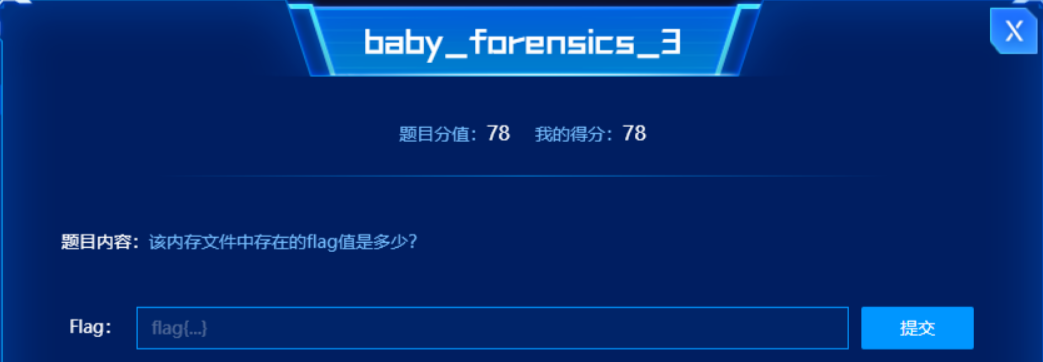 baby_forensics_3
X
题目分值：78 我的得分：78
题目内容：该内存文件中存在的flag值是多少？
Flag： flag{...} 提交